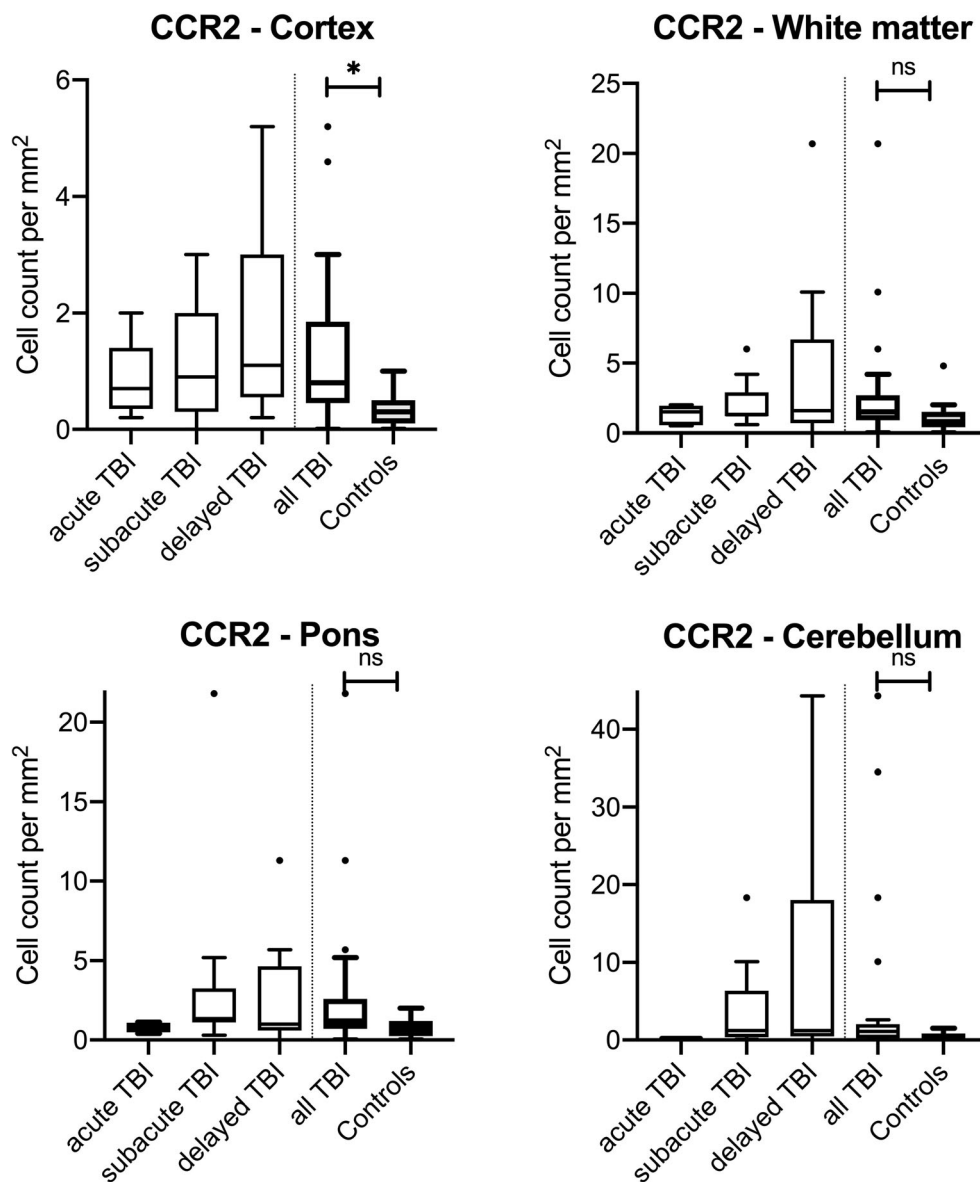 CCR2 - Cortex
*
6
4
2
0
Cell count per mm²
acute TBI
subacute TBI
delayed TBI
all TBI
Controls
CCR2 - White matter
ns
25
20
15
10
5
0
Cell count per mm²
acute TBI
subacute TBI
delayed TBI
all TBI
Controls
CCR2 - Pons
ns
20
15
10
5
0
Cell count per mm²
acute TBI
subacute TBI
delayed TBI
all TBI
Controls
CCR2 - Cerebellum
ns
40
30
20
10
0
Cell count per mm²
acute TBI
subacute TBI
delayed TBI
all TBI
Controls